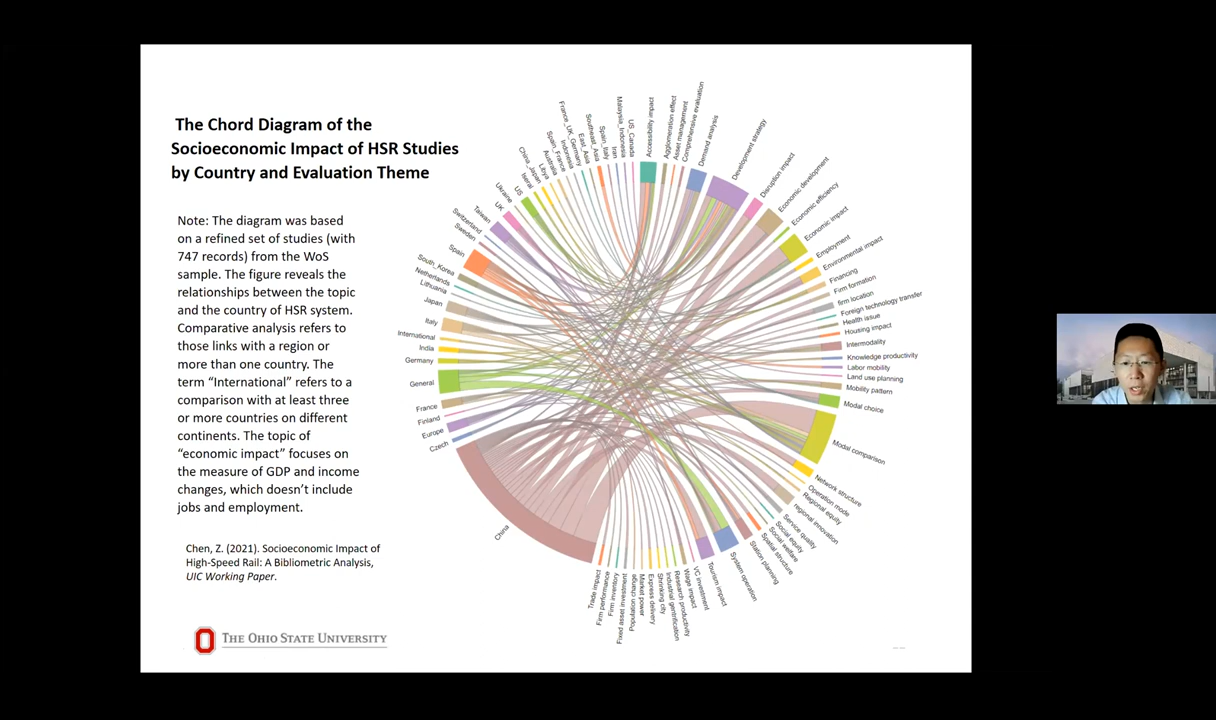 The Chord Diagram of the
Socioeconomic Impact of HSR Studies
by Country and Evaluation Theme
Note: The diagram was based
on a refined set of studies (with
747 records) from the WoS
sample. The figure reveals the
relationships between the topic
and the country of HSR system.
Comparative analysis refers to
those links with a region or
more than one country. The
term “International” refers to a
comparison with at least three
or more countries on different
continents. The topic of
“economic impact” focuses on
the measure of GDP and income
changes, which doesn’t include
jobs and employment.
Chen, Z. (2021). Socioeconomic Impact of
High-Speed Rail: A Bibliometric Analysis,
UIC Working Paper.
THE OHIO STATE UNIVERSITY
Accessibility impact
Agglomeration effect
Asset management
Comprehensive evaluation
Demand analysis
Development strategy
Disruption impact
Economic development
Economic efficiency
Economic impact
Employment
Environmental impact
Financing
Firm formation
firm location
Foreign technology transfer
Health issue
Housing impact
Intermodality
Knowledge productivity
Labor mobility
Land use planning
Mobility pattern
Modal choice
Modal comparison
Network structure
Operation mode
Regional equity
regional innovation
Service quality
Social equity
Social welfare
Spatial structure
Station planning
System operation
Tourism impact
VC investment
Wage impact
Research productivity
Industrial gentrification
Shrinking city
Express delivery
Market power
Population change
Fixed asset investment
Firm inventory
Firm performance
Trade impact
China
Czech
Europe
Finland
France
General
Germany
India
International
Italy
Japan
Lithuania
Netherlands
South_Korea
Spain
Sweden
Switzerland
Taiwan
UK
US
Ukraine
Iseral
China_Japan
Libya
Australia
Spain_France
Indonesia
France_UK_Germany
East_Asia
Southeast_Asia
Spain_Italy
Iran
Malaysia_Indonesia
US_Canada